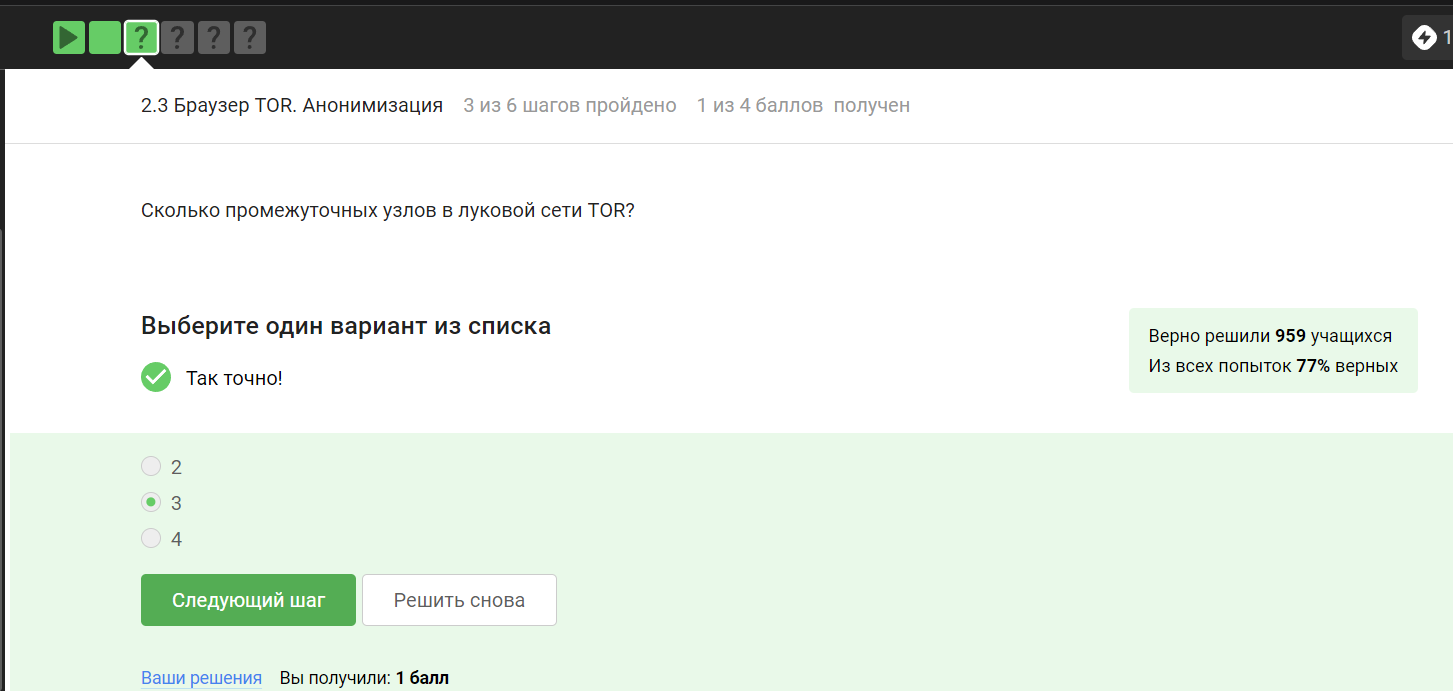 ? ? ? ? 1
2.3 Браузер TOR. Анонимизация 3 из 6 шагов пройдено 1 из 4 баллов получен
Сколько промежуточных узлов в луковой сети TOR?
Выберите один вариант из списка
Так точно!
Верно решили 959 учащихся
Из всех попыток 77% верных
2
3
4
Следующий шаг Решить снова
Ваши решения Вы получили: 1 балл